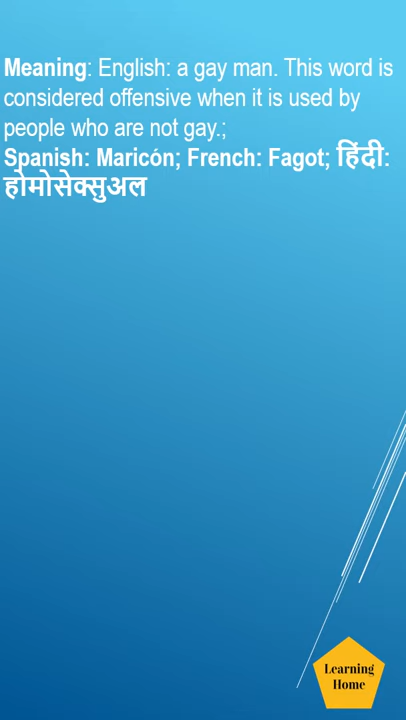 Meaning: English: a gay man. This word is
considered offensive when it is used by
people who are not gay.;
Spanish: Maricón; French: Fagot; हिंदी:
होमोसेक्सुअल
Learning
Home